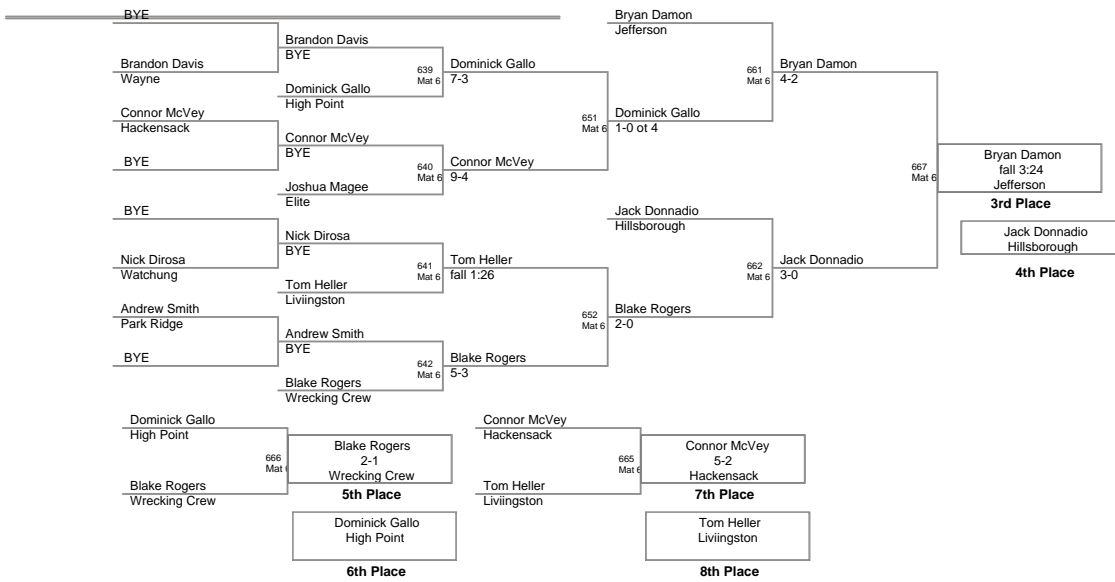 BYE
Bryan Damon
Jefferson
Brandon Davis
BYE
Brandon Davis
Wayne
639
Mat 6
Dominick Gallo
7-3
661
Mat 6
Bryan Damon
4-2
Dominick Gallo
High Point
Connor McVey
Hackensack
651
Mat 6
Dominick Gallo
1-0 ot 4
Connor McVey
BYE
BYE
640
Mat 6
Connor McVey
9-4
667
Mat 6
Bryan Damon
fall 3:24
Jefferson
3rd Place
Joshua Magee
Elite
BYE
Jack Donnadio
Hillsborough
Jack Donnadio
Hillsborough
4th Place
Nick Dirosa
BYE
Nick Dirosa
Watchung
641
Mat 6
Tom Heller
fall 1:26
662
Mat 6
Jack Donnadio
3-0
Tom Heller
Liviington
Andrew Smith
Park Ridge
652
Mat 6
Blake Rogers
2-0
Andrew Smith
BYE
BYE
642
Mat 6
Blake Rogers
5-3
Blake Rogers
Wrecking Crew
Dominick Gallo
High Point
666
Mat 6
Blake Rogers
2-1
Wrecking Crew
5th Place
Blake Rogers
Wrecking Crew
Dominick Gallo
High Point
6th Place
Connor McVey
Hackensack
665
Mat 6
Connor McVey
5-2
Hackensack
7th Place
Tom Heller
Liviington
Tom Heller
Liviington
8th Place